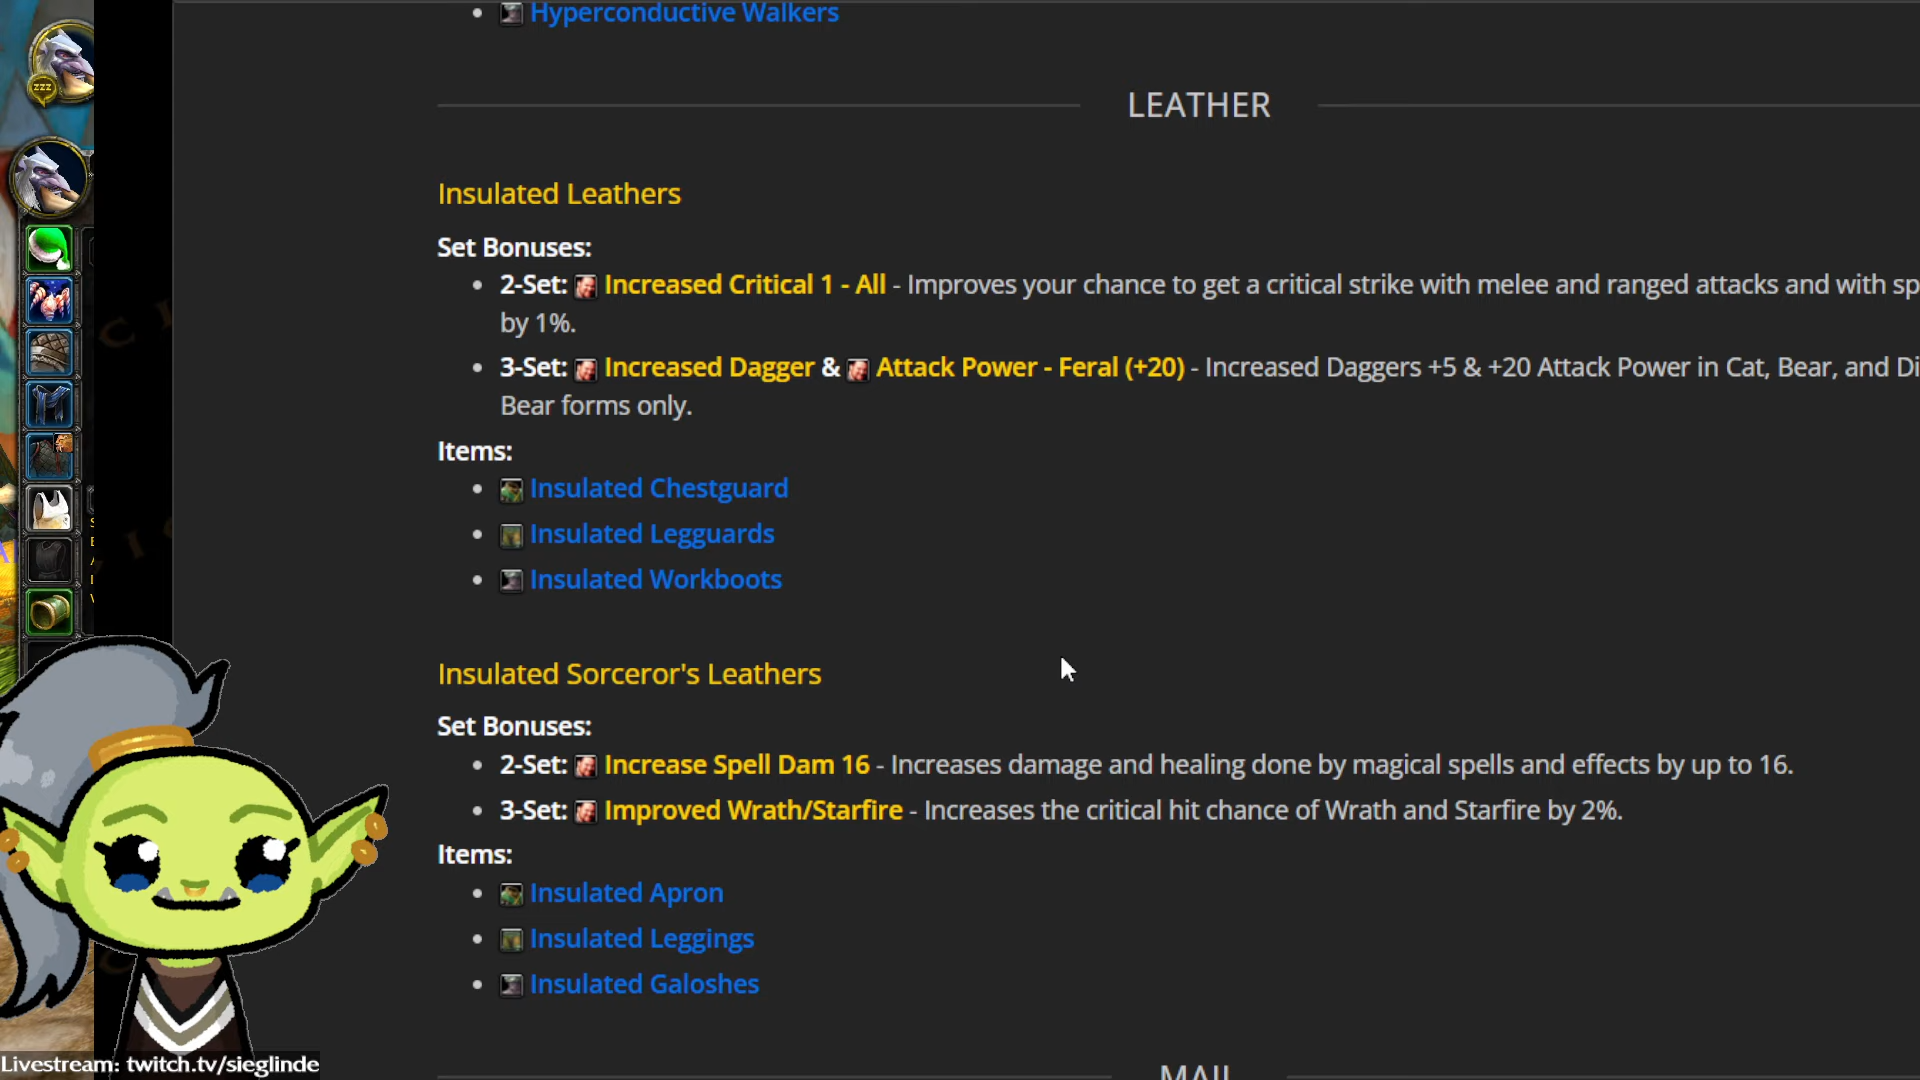 Hyperconductive Walkers
LEATHER
Insulated Leathers
Set Bonuses:
2-Set: Increased Critical 1 - All - Improves your chance to get a critical strike with melee and ranged attacks and with sp
by 1%.
3-Set: Increased Dagger & Attack Power - Feral (+20) - Increased Daggers +5 & +20 Attack Power in Cat, Bear, and Di
Bear forms only.
Items:
Insulated Chestguard
Insulated Legguards
Insulated Workboots
Insulated Sorceror's Leathers
Set Bonuses:
2-Set: Increase Spell Dam 16 - Increases damage and healing done by magical spells and effects by up to 16.
3-Set: Improved Wrath/Starfire - Increases the critical hit chance of Wrath and Starfire by 2%.
Items:
Insulated Apron
Insulated Leggings
Insulated Galoshes
MAIL
zzz
Livestream: twitch.tv/sieglinde